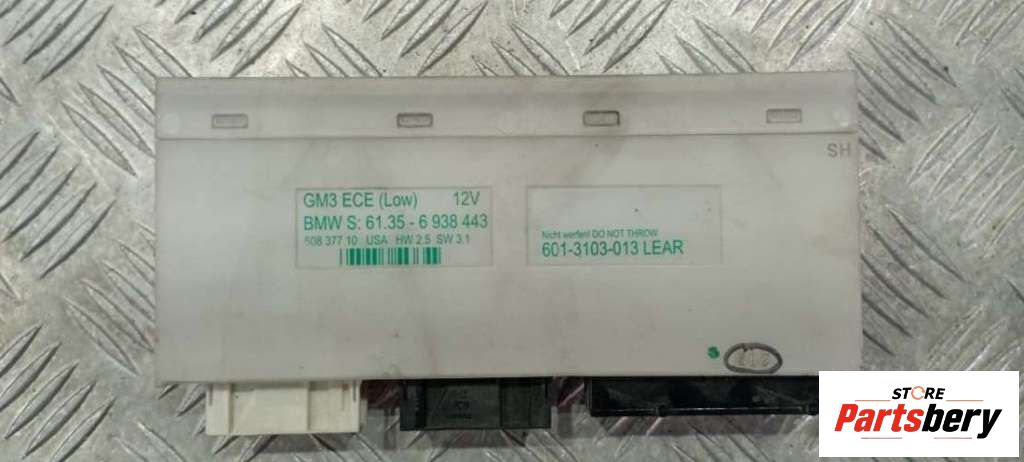 SH
GM3 ECE (Low) 12V
BMW S: 61.35 - 6 938 443
508 377 10 USA HW 2.5 SW 3.1
Nicht werfen! DO NOT THROW
601-3103-013 LEAR
STORE
Partsbery